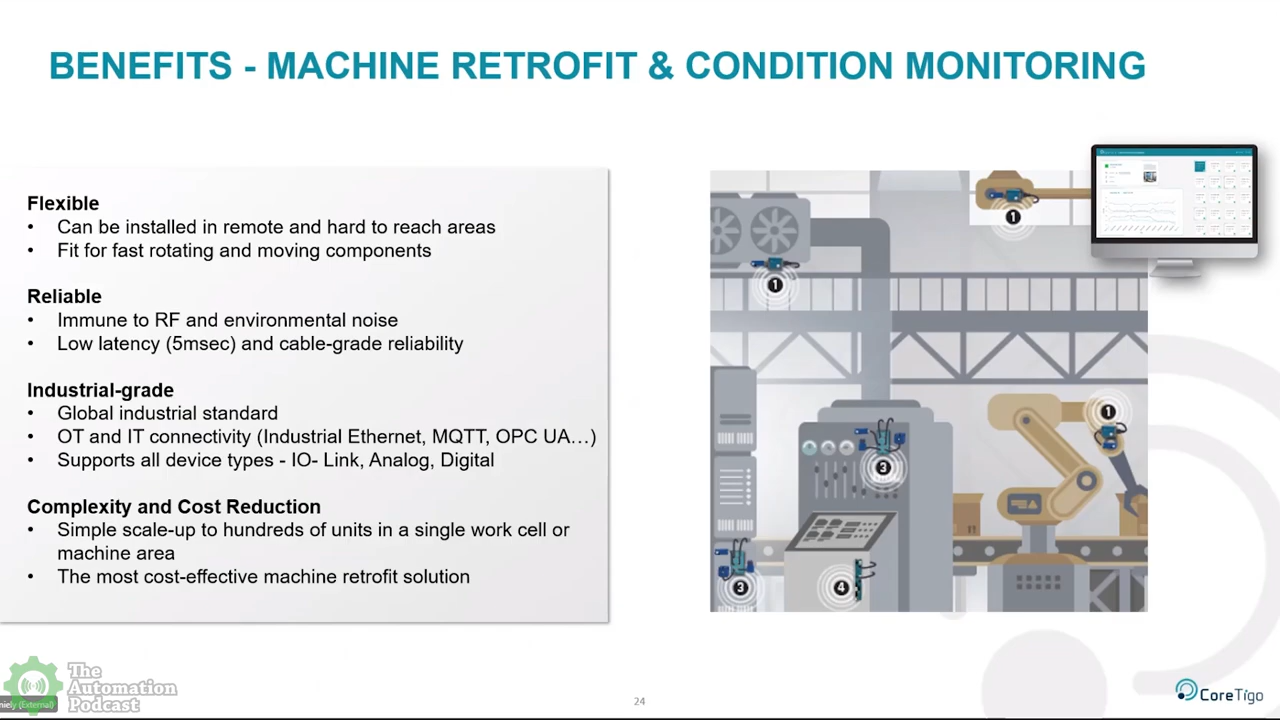 BENEFITS - MACHINE RETROFIT & CONDITION MONITORING
Flexible
• Can be installed in remote and hard to reach areas
• Fit for fast rotating and moving components
Reliable
• Immune to RF and environmental noise
• Low latency (5msec) and cable-grade reliability
Industrial-grade
• Global industrial standard
• OT and IT connectivity (Industrial Ethernet, MQTT, OPC UA…)
• Supports all device types - IO- Link, Analog, Digital
Complexity and Cost Reduction
• Simple scale-up to hundreds of units in a single work cell or
machine area
• The most cost-effective machine retrofit solution
1
1
1
3
3
4
The
Automation
Podcast
niely (External)
24
CoreTigo